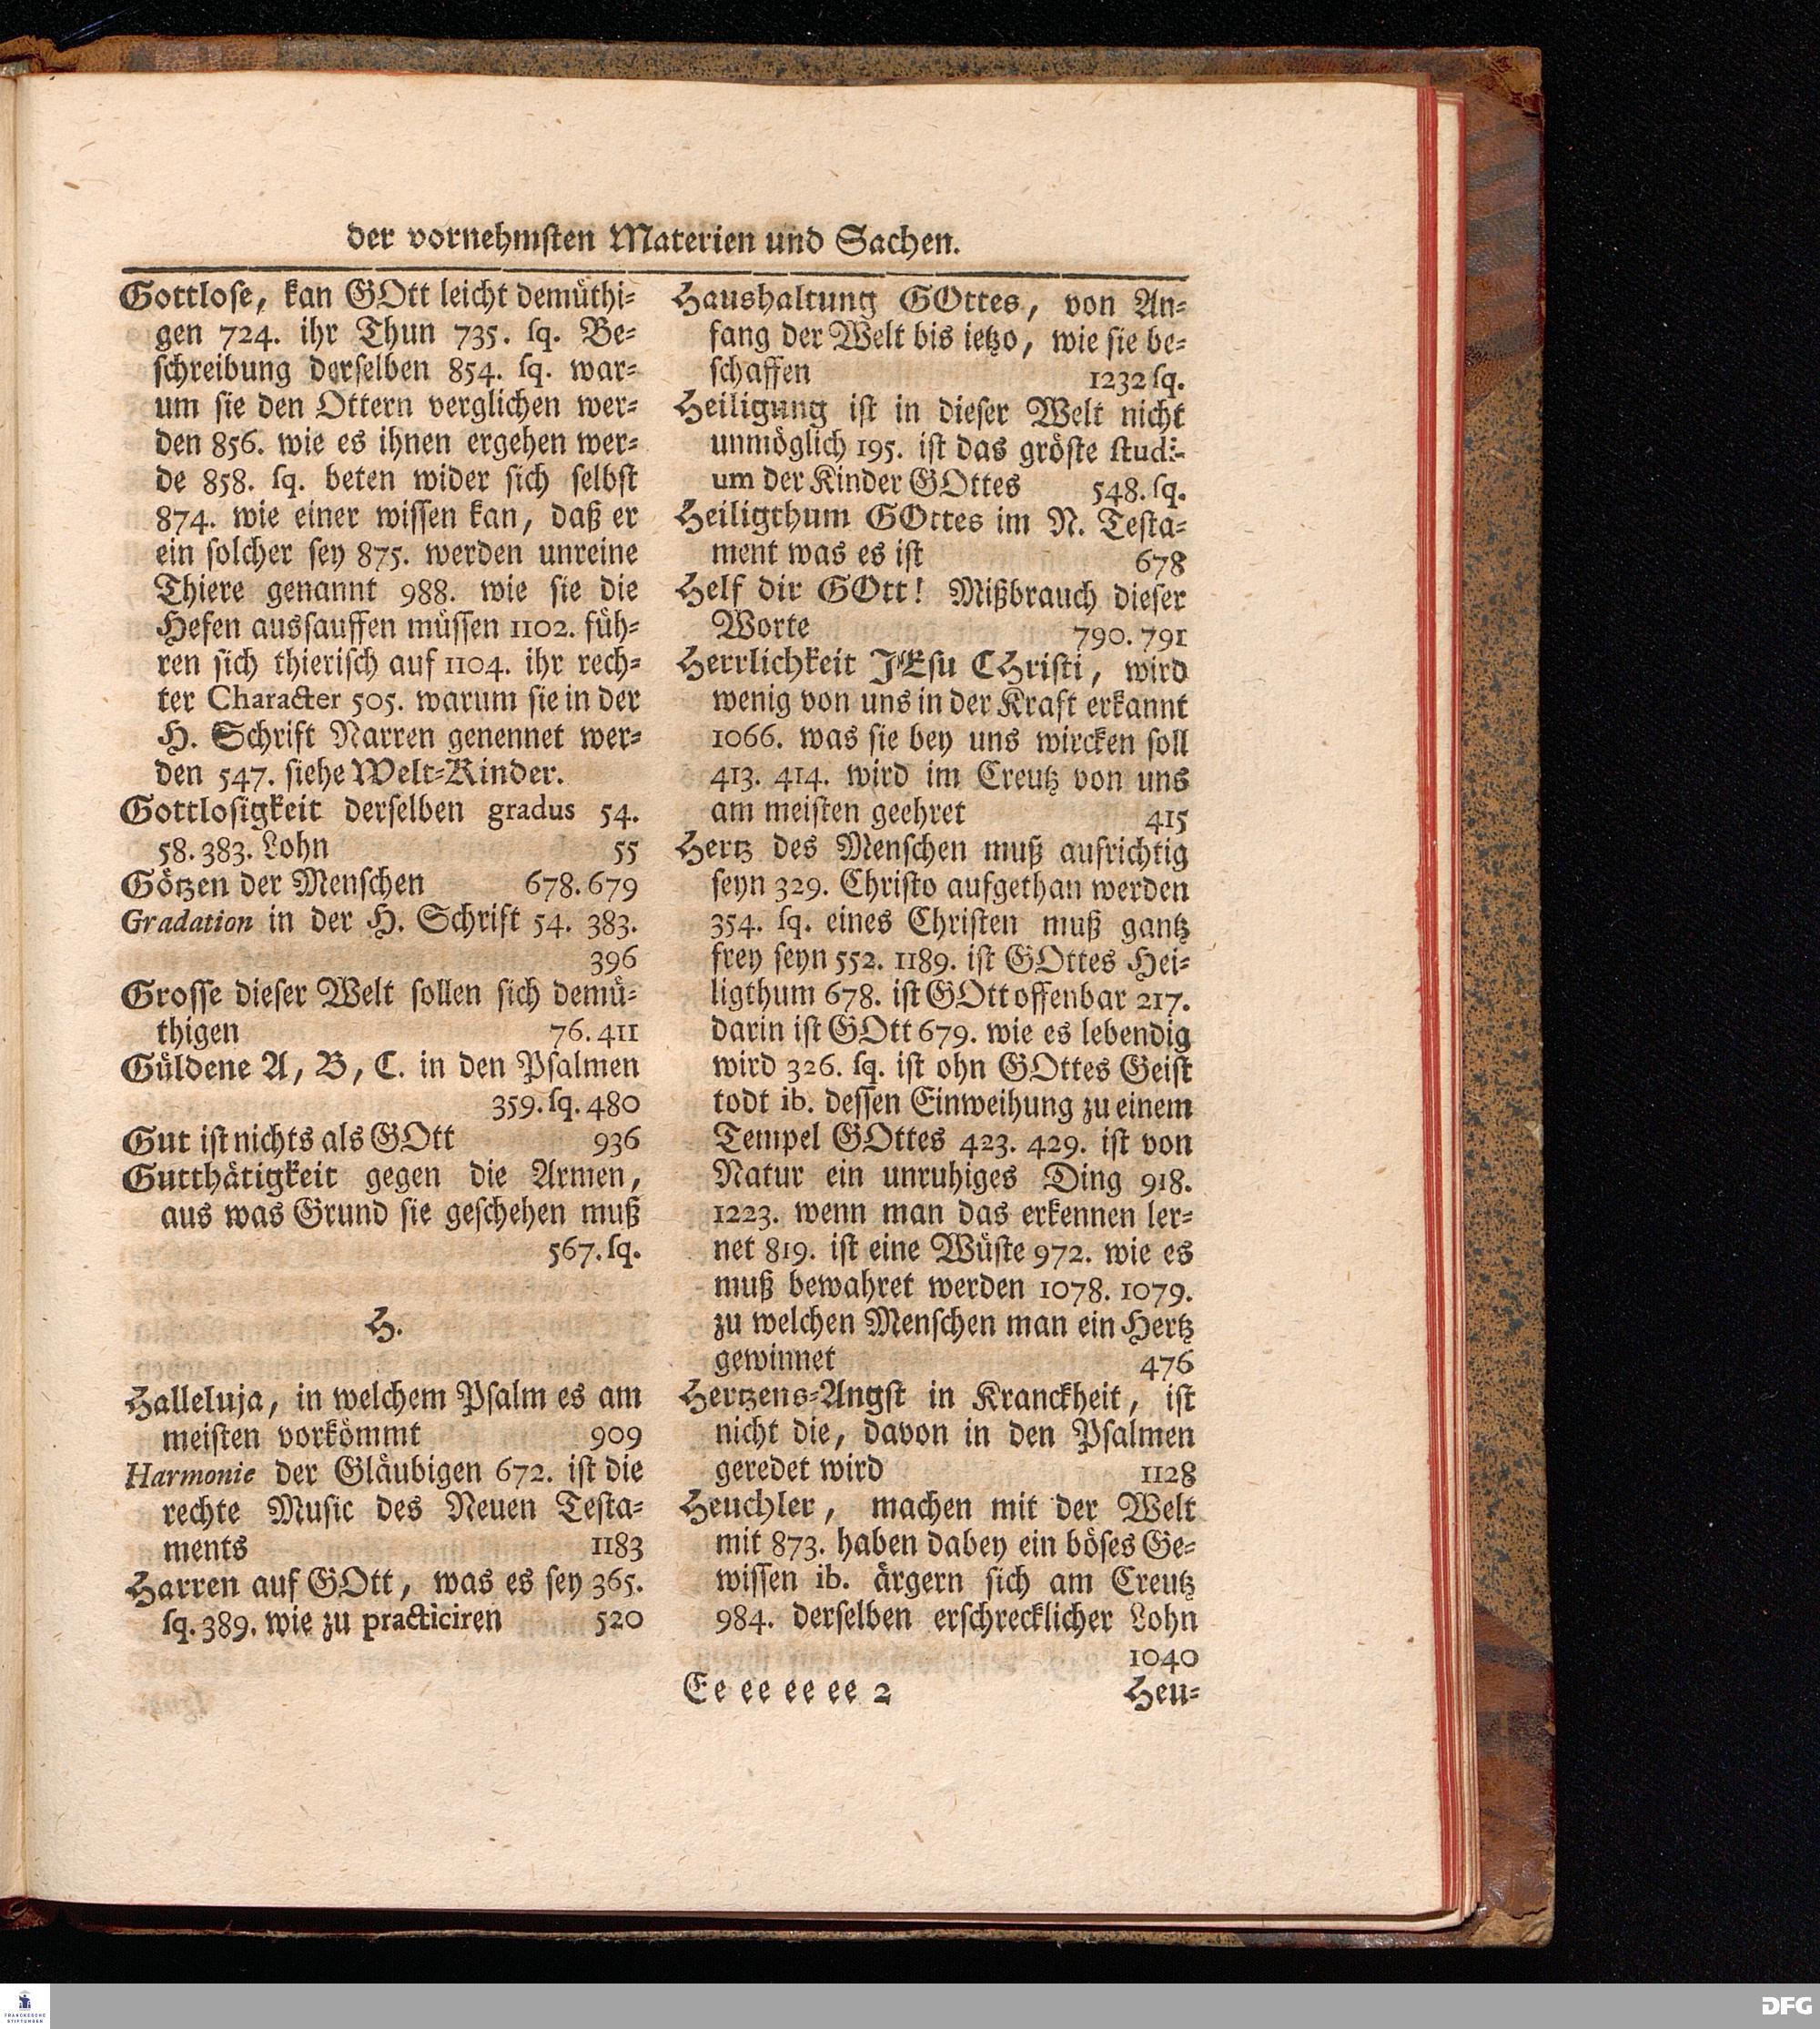 der vornehmsten Materien und Sachen.
Gottlose, kan GOtt leicht demüthi-
gen 724. ihr Thun 735. sq. Be-
schreibung derselben 854. sq. war-
um sie den Ottern verglichen wer-
den 856. wie es ihnen ergehen wer-
de 858. sq. beten wider sich selbst
874. wie einer wissen kan, daß er
ein solcher sey 875. werden unreine
Thiere genannt 988. wie sie die
Hefen aussauffen müssen 1102. füh-
ren sich thierisch auf 1104. ihr rech-
ter Character 505. warum sie in der
H. Schrift Narren genennet wer-
den 547. siehe Welt-Kinder.
Gottlosigkeit derselben gradus 54.
58. 383. Lohn 55
Götzen der Menschen 678. 679
Gradation in der H. Schrift 54. 383.
396
Grosse dieser Welt sollen sich demü-
thigen 76. 411
Güldene A, B, C. in den Psalmen
359. sq. 480
Gut ist nichts als GOtt 936
Gutthätigkeit gegen die Armen,
aus was Grund sie geschehen muß
567. sq.
H.
Halleluja, in welchem Psalm es am
meisten vorkömmt 909
Harmonie der Gläubigen 672. ist die
rechte Music des Neuen Testa-
ments 1183
Harren auf GOtt, was es sey 365.
sq. 389. wie zu practiciren 520
Haushaltung GOttes, von An-
fang der Welt bis ietzo, wie sie be-
schaffen 1232 sq.
Heiligung ist in dieser Welt nicht
unmöglich 195. ist das gröste studi-
um der Kinder GOttes 548. sq.
Heiligthum GOttes im N. Testa-
ment was es ist 678
Helf dir GOtt! Mißbrauch dieser
Worte 790. 791
Herrlichkeit JEsu CHristi, wird
wenig von uns in der Kraft erkannt
1066. was sie bey uns wircken soll
413. 414. wird im Creutz von uns
am meisten geehret 415
Hertz des Menschen muß aufrichtig
seyn 329. Christo aufgethan werden
354. sq. eines Christen muß gantz
frey seyn 552. 1189. ist GOttes Hei-
ligthum 678. ist GOtt offenbar 217.
darin ist GOtt 679. wie es lebendig
wird 326. sq. ist ohn GOttes Geist
todt ib. dessen Einweihung zu einem
Tempel GOttes 423. 429. ist von
Natur ein unruhiges Ding 918.
1223. wenn man das erkennen ler-
net 819. ist eine Wüste 972. wie es
muß bewahret werden 1078. 1079.
zu welchen Menschen man ein Hertz
gewinnet 476
Hertzens-Angst in Kranckheit, ist
nicht die, davon in den Psalmen
geredet wird 1128
Heuchler, machen mit der Welt
mit 873. haben dabey ein böses Ge-
wissen ib. ärgern sich am Creutz
984. derselben erschrecklicher Lohn
1040
Ee ee ee ee 2 Heu-
FRANCKESCHE
STIFTUNGEN
DFG